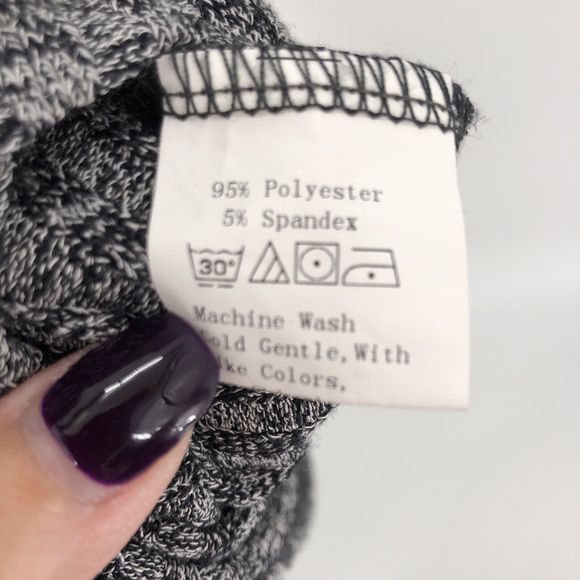 95% Polyester
5% Spandex
30°
Machine Wash
Gentle, With
Colors,